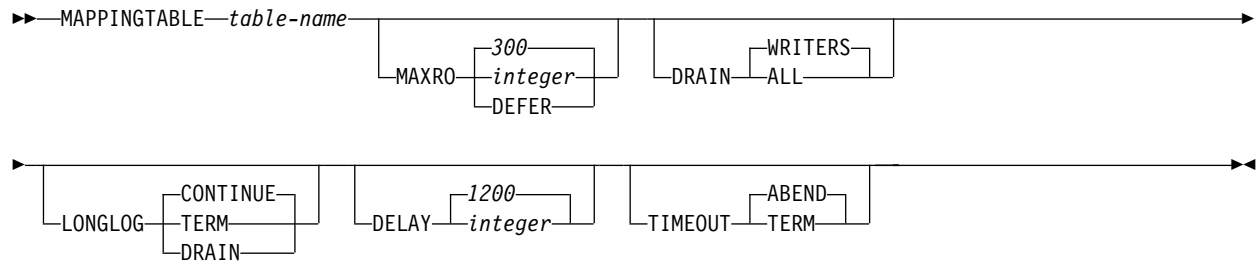 MAPPINGTABLE table-name
300 WRITERS
MAXRO integer DRAIN ALL
DEFER
CONTINUE 1200 ABEND
LONGLOG TERM DELAY integer TIMEOUT TERM
DRAIN